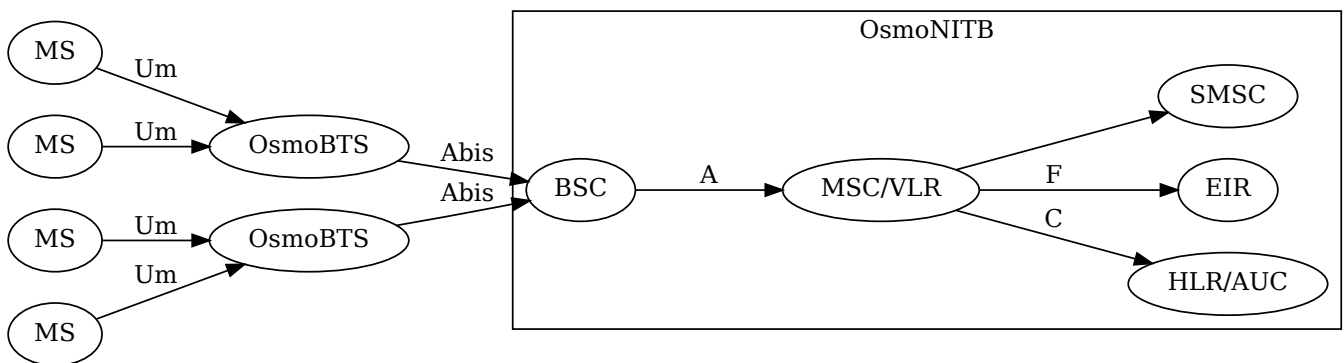 OsmoNITB
MS
Um
SMSC
MS
Um
OsmoBTS
Abis
BSC
A
MSC/VLR
F
EIR
Abis
MS
Um
OsmoBTS
C
Um
HLR/AUC
MS